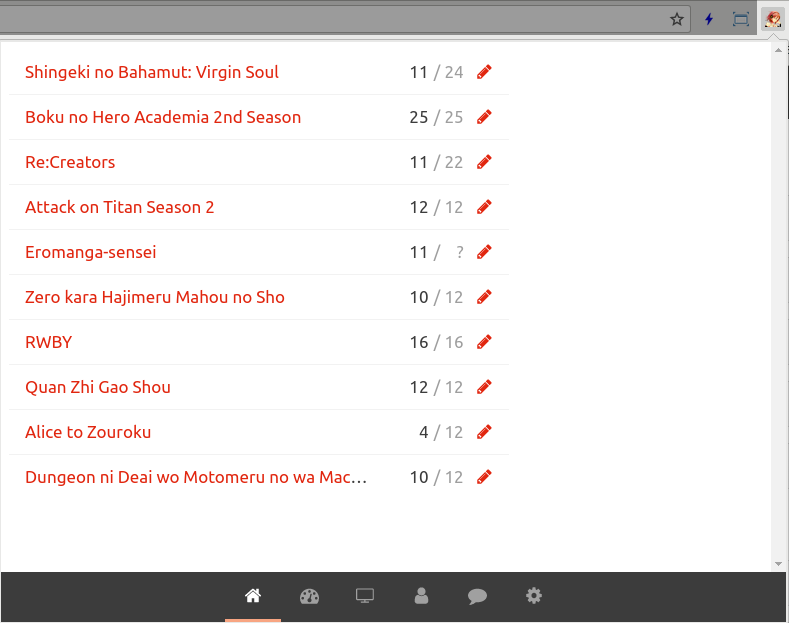 Shingeki no Bahamut: Virgin Soul 11 / 24
Boku no Hero Academia 2nd Season 25 / 25
Re:Creators 11 / 22
Attack on Titan Season 2 12 / 12
Eromanga-sensei 11 / ?
Zero kara Hajimeru Mahou no Sho 10 / 12
RWBY 16 / 16
Quan Zhi Gao Shou 12 / 12
Alice to Zouroku 4 / 12
Dungeon ni Deai wo Motomeru no wa Mac… 10 / 12